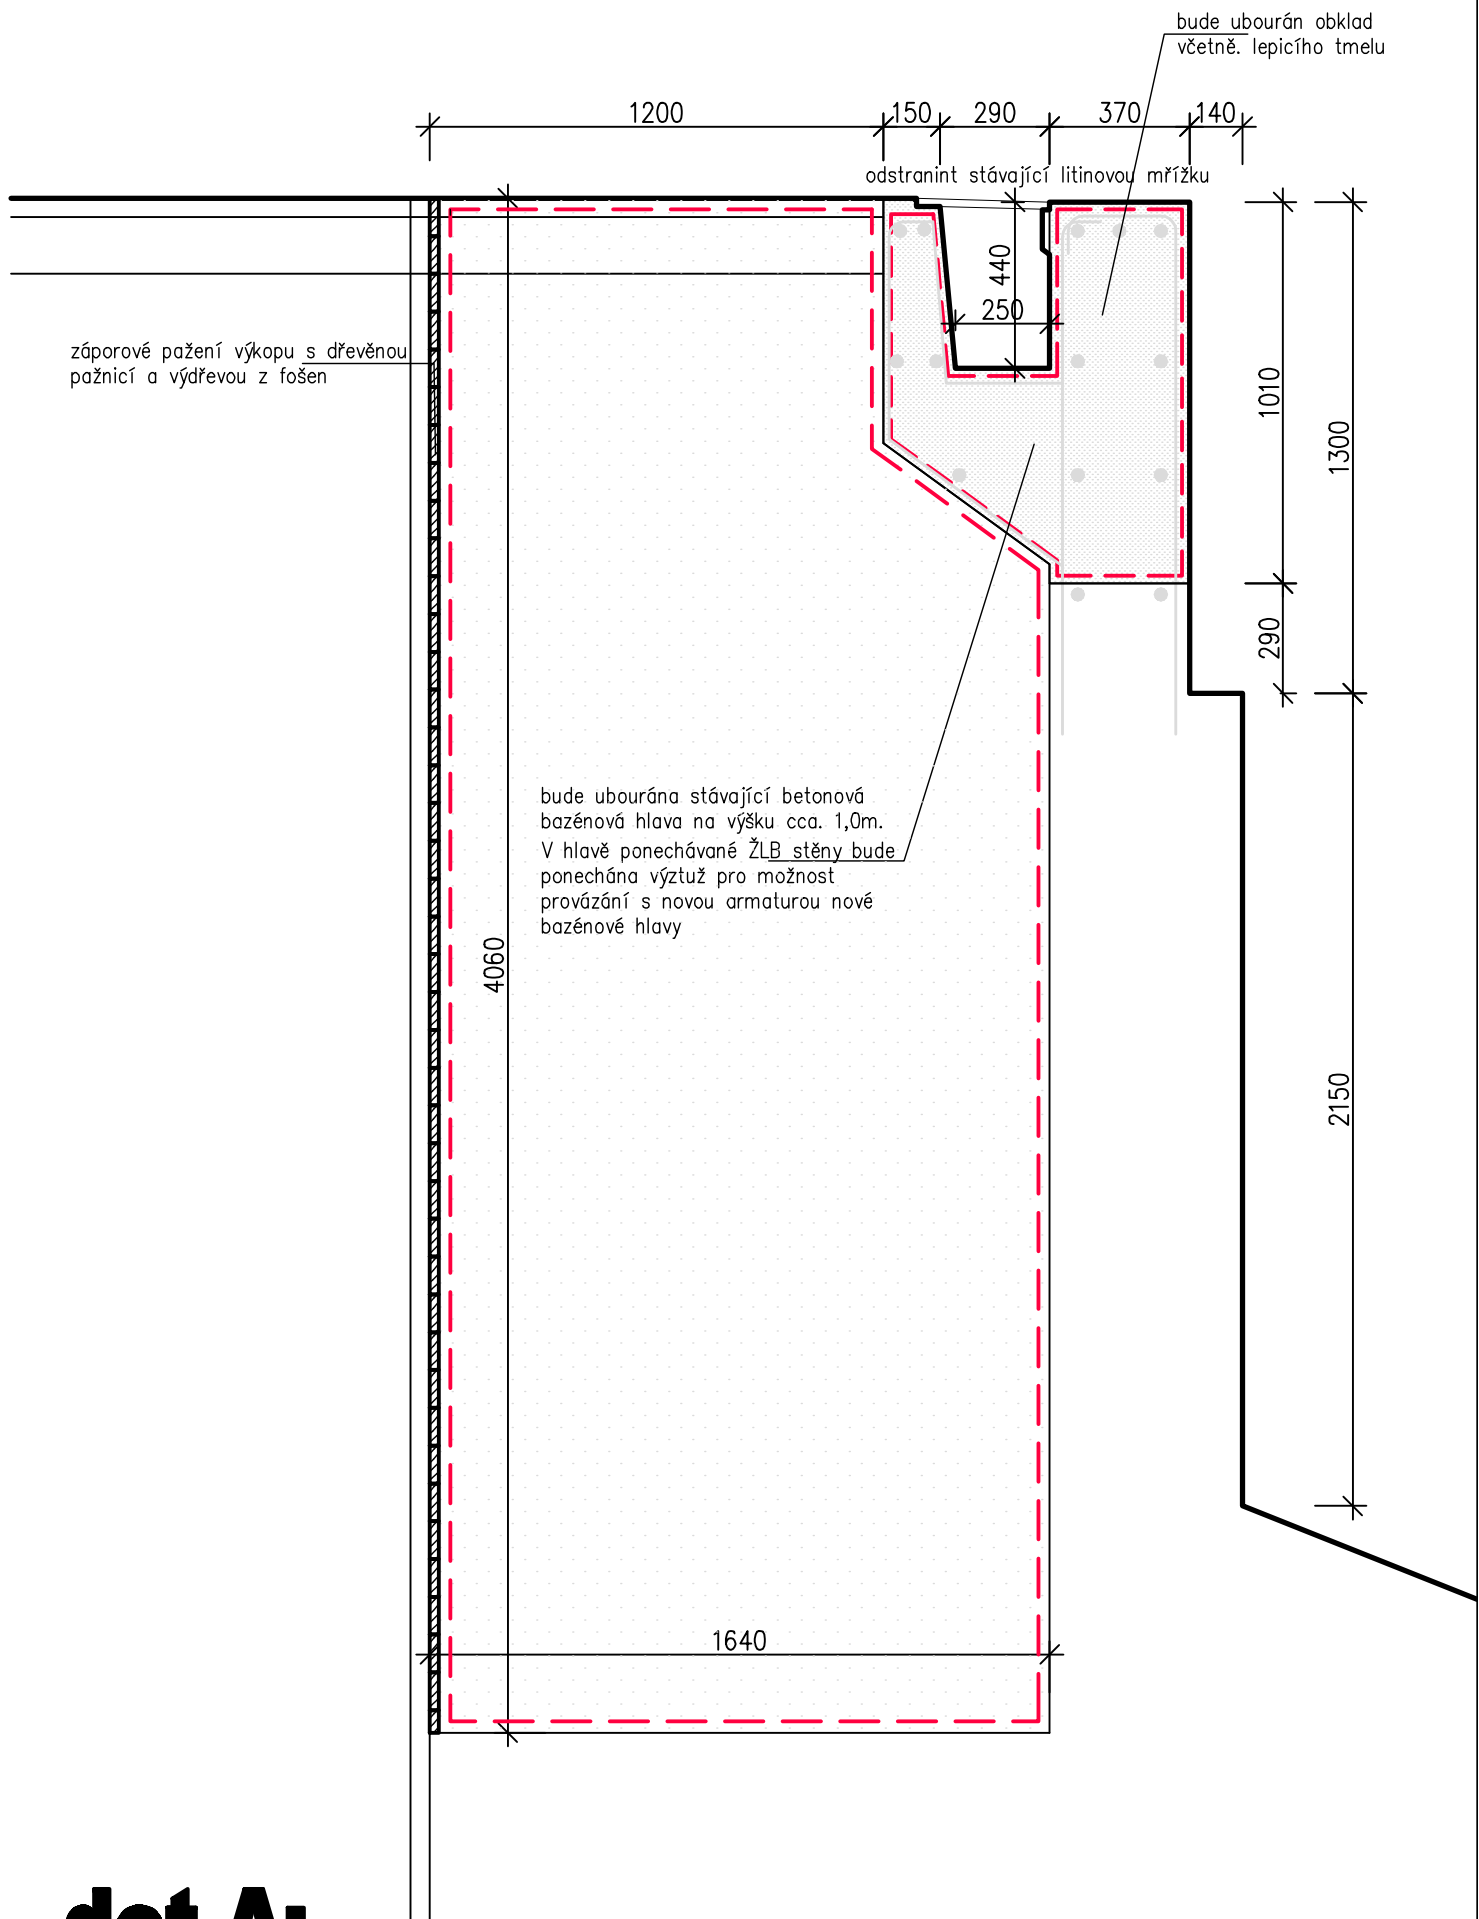 bude ubourán obklad
včetně. lepicího tmelu
1200
150
290
370
140
odstranint stávající litinovou mřížku
440
250
záporové pažení výkopu s dřevěnou
pažnicí a výdřevou z fošen
1010
1300
290
bude ubourána stávající betonová
bazénová hlava na výšku cca. 1,0m.
V hlavě ponechávané ŽLB stěny bude
ponechána výztuž pro možnost
provázání s novou armaturou nové
bazénové hlavy
4060
2150
1640